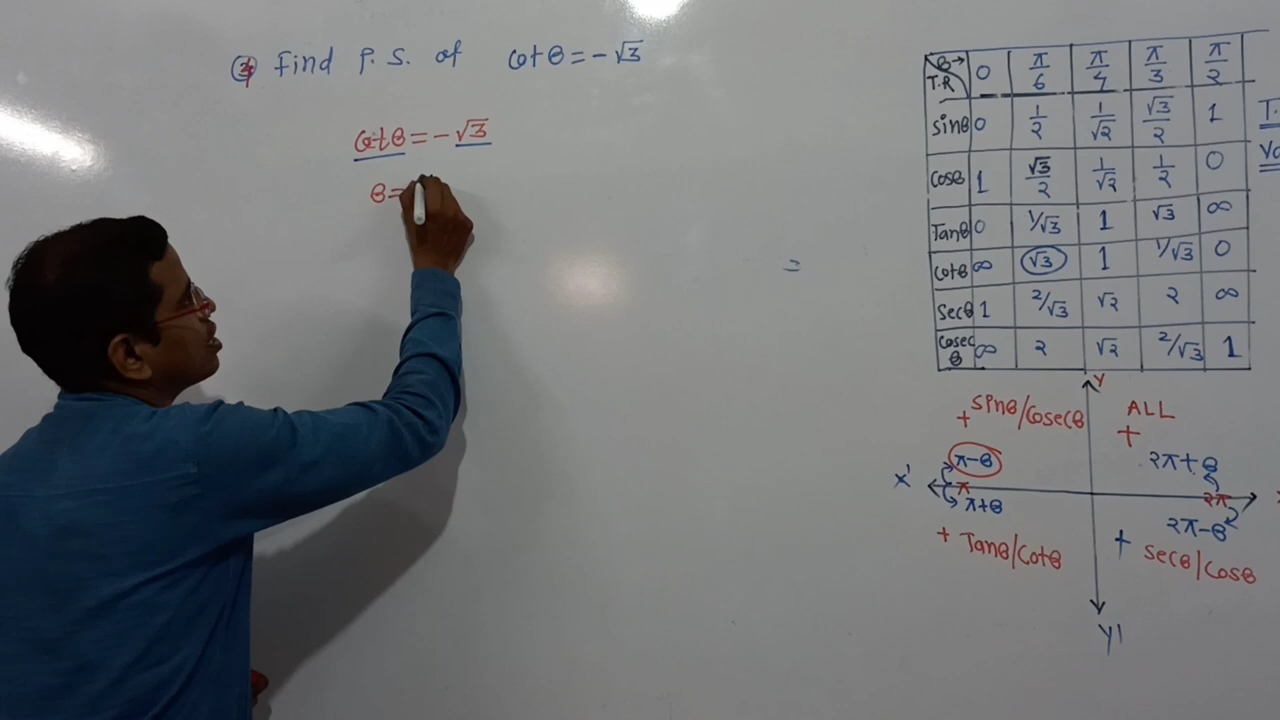 ④ Find P. S. of cotθ = -√3
cotθ = -√3
θ =
=
θ→ T.R 0 π/6 π/4 π/3 π/2
sinθ 0 1/2 1/√2 √3/2 1
cosθ 1 √3/2 1/√2 1/2 0
Tanθ 0 1/√3 1 √3 ∞
cotθ ∞ √3 1 1/√3 0
secθ 1 2/√3 √2 2 ∞
cosec θ ∞ 2 √2 2/√3 1
T.
Va
Y
+ sinθ/cosecθ ALL +
π-θ 2π+θ
X' π 2π
π+θ 2π-θ
+ Tanθ/cotθ + secθ/cosθ
Y'